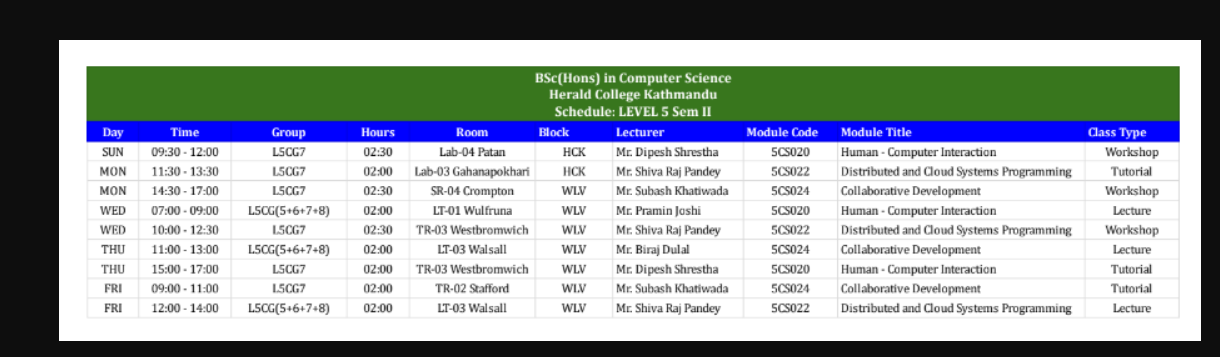 BSc(Hons) in Computer Science
Herald College Kathmandu
Schedule: LEVEL 5 Sem II
Day Time Group Hours Room Block Lecturer Module Code Module Title Class Type
SUN 09:30 - 12:00 L5CG7 02:30 Lab-04 Patan HCK Mr. Dipesh Shrestha 5CS020 Human - Computer Interaction Workshop
MON 11:30 - 13:30 L5CG7 02:00 Lab-03 Gahanapokhari HCK Mr. Shiva Raj Pandey 5CS022 Distributed and Cloud Systems Programming Tutorial
MON 14:30 - 17:00 L5CG7 02:30 SR-04 Crompton WLV Mr. Subash Khatiwada 5CS024 Collaborative Development Workshop
WED 07:00 - 09:00 L5CG(5+6+7+8) 02:00 LT-01 Wulfruna WLV Mr. Pramin Joshi 5CS020 Human - Computer Interaction Lecture
WED 10:00 - 12:30 L5CG7 02:30 TR-03 Westbromwich WLV Mr. Shiva Raj Pandey 5CS022 Distributed and Cloud Systems Programming Workshop
THU 11:00 - 13:00 L5CG(5+6+7+8) 02:00 LT-03 Walsall WLV Mr. Biraj Dulal 5CS024 Collaborative Development Lecture
THU 15:00 - 17:00 L5CG7 02:00 TR-03 Westbromwich WLV Mr. Dipesh Shrestha 5CS020 Human - Computer Interaction Tutorial
FRI 09:00 - 11:00 L5CG7 02:00 TR-02 Stafford WLV Mr. Subash Khatiwada 5CS024 Collaborative Development Tutorial
FRI 12:00 - 14:00 L5CG(5+6+7+8) 02:00 LT-03 Walsall WLV Mr. Shiva Raj Pandey 5CS022 Distributed and Cloud Systems Programming Lecture